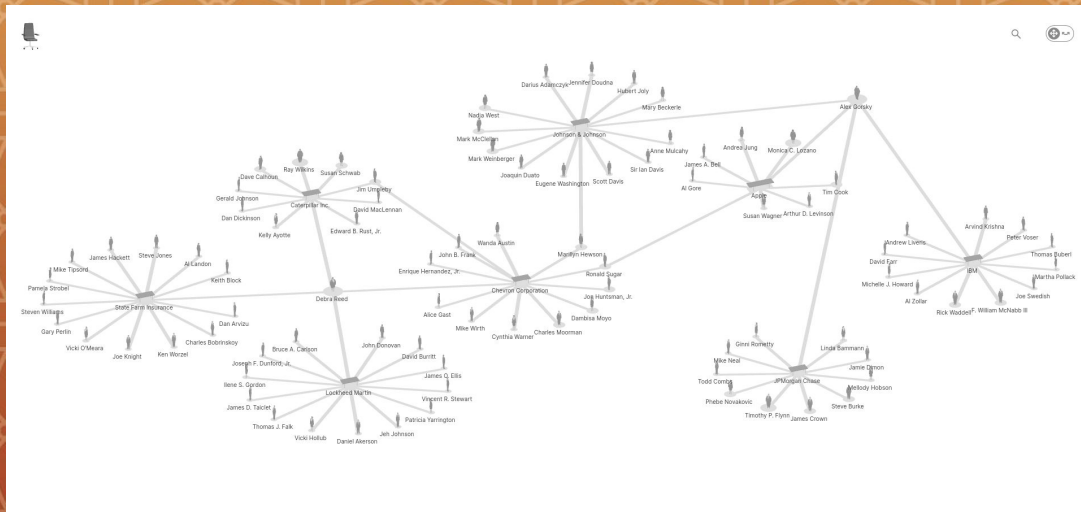 Darius Adamczyk
Jennifer Doudna
Hubert Joly
Mary Beckerle
Nadja West
Mark McClellan
Johnson & Johnson
Mark Weinberger
Anne Mulcahy
Sir Ian Davis
Joaquin Duato
Eugene Washington
Scott Davis
Alex Gorsky
Andrea Jung
Monica C. Lozano
James A. Bell
Al Gore
Apple
Tim Cook
Susan Wagner
Arthur D. Levinson
Ray Wilkins
Susan Schwab
Dave Calhoun
Jim Umpleby
Gerald Johnson
Caterpillar Inc.
David MacLennan
Dan Dickinson
Kelly Ayotte
Edward B. Rust, Jr.
Wanda Austin
John B. Frank
Marillyn Hewson
Enrique Hernandez, Jr.
Ronald Sugar
Chevron Corporation
Joe Huntsman, Jr.
Alice Gast
Dambisa Moyo
Mike Wirth
Cynthia Warner
Charles Moorman
Arvind Krishna
Peter Voser
Andrew Liveris
Thomas Buberl
David Farr
IBM
Martha Pollack
Michelle J. Howard
Joe Swedish
Al Zollar
Rick Waddell
F. William McNabb III
James Hackett
Steve Jones
Al Landon
Mike Tipsord
Keith Block
Pamela Strobel
State Farm Insurance
Debra Reed
Steven Williams
Gary Perlin
Dan Arvizu
Vicki O'Meara
Charles Bobrinskoy
Joe Knight
Ken Worzel
Bruce A. Carlson
John Donovan
David Burritt
Joseph F. Dunford, Jr.
James O. Ellis
Ilene S. Gordon
Lockheed Martin
Vincent R. Stewart
James D. Taiclet
Patricia Yarrington
Thomas J. Falk
Jeh Johnson
Vicki Hollub
Daniel Akerson
Ginni Rometty
Linda Bammann
Mike Neal
Jamie Dimon
Todd Combs
JPMorgan Chase
Mellody Hobson
Phebe Novakovic
Steve Burke
Timothy P. Flynn
James Crown